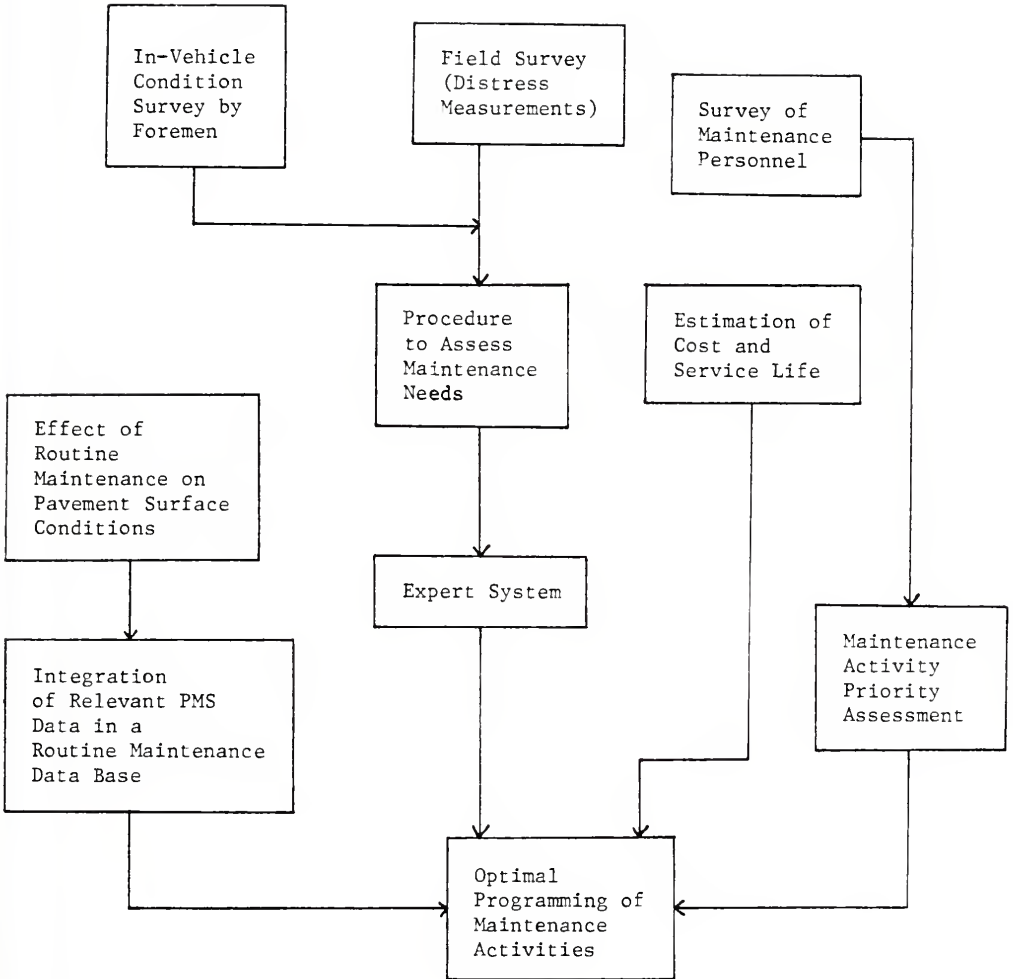 In-Vehicle
Condition
Survey by
Foremen
Field Survey
(Distress
Measurements)
Survey of
Maintenance
Personnel
Procedure
to Assess
Maintenance
Needs
Estimation of
Cost and
Service Life
Effect of
Routine
Maintenance on
Pavement Surface
Conditions
Expert System
Integration
of Relevant PMS
Data in a
Routine Maintenance
Data Base
Maintenance
Activity
Priority
Assessment
Optimal
Programming of
Maintenance
Activities